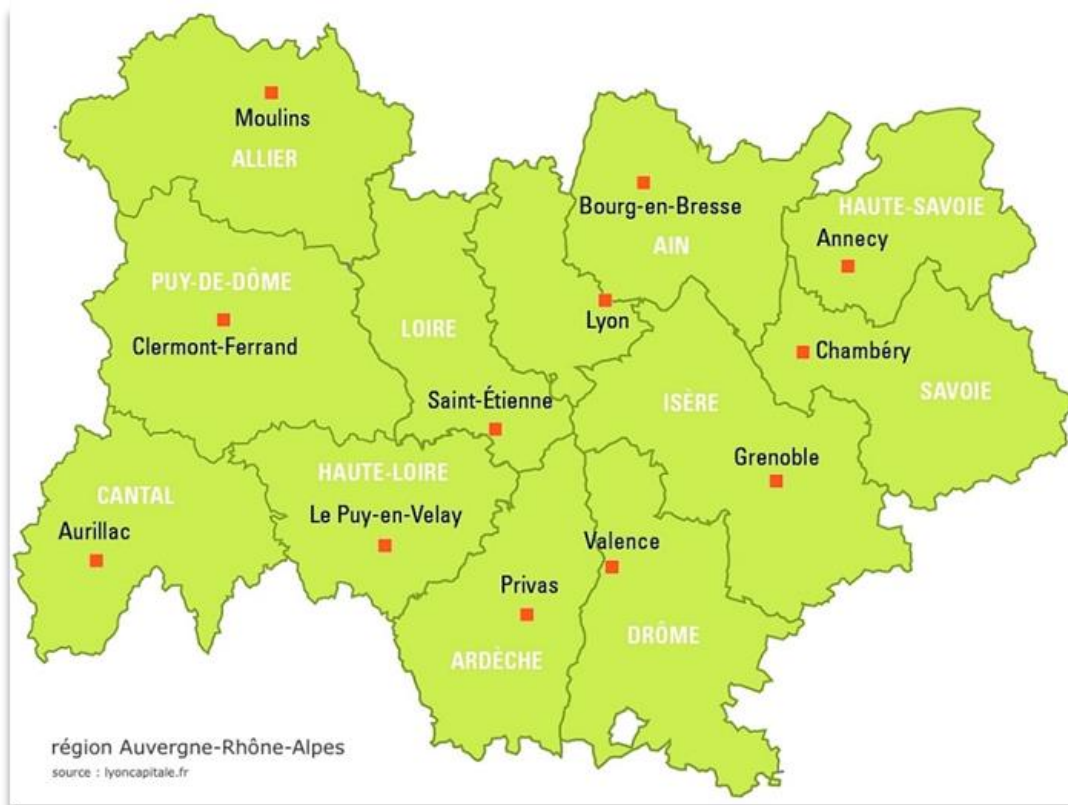 Moulins
ALLIER
Bourg-en-Bresse
AIN
HAUTE-SAVOIE
Annecy
PUY-DE-DÔME
Clermont-Ferrand
LOIRE
Lyon
Chambéry
SAVOIE
Saint-Étienne
ISÈRE
Grenoble
HAUTE-LOIRE
Le Puy-en-Velay
CANTAL
Aurillac
Valence
Privas
DRÔME
ARDÈCHE
région Auvergne-Rhône-Alpes
source : lyoncapitale.fr